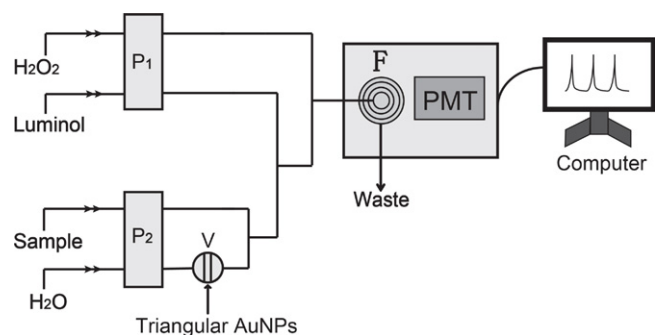 H₂O₂
Luminol
P₁
F
PMT
Computer
Waste
Sample
H₂O
P₂
V
Triangular AuNPs